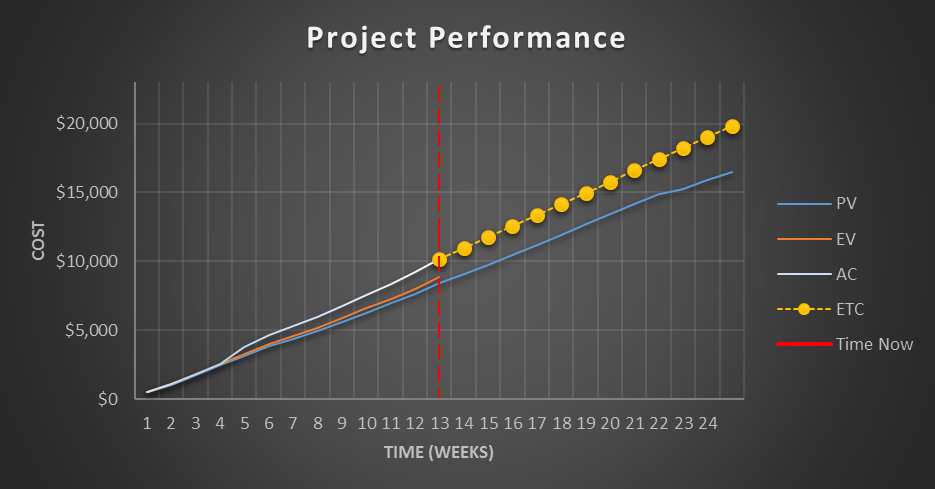 Project Performance
$20,000
$15,000
$10,000
$5,000
$0
COST
1 2 3 4 5 6 7 8 9 10 11 12 13 14 15 16 17 18 19 20 21 22 23 24
TIME (WEEKS)
PV
EV
AC
ETC
Time Now